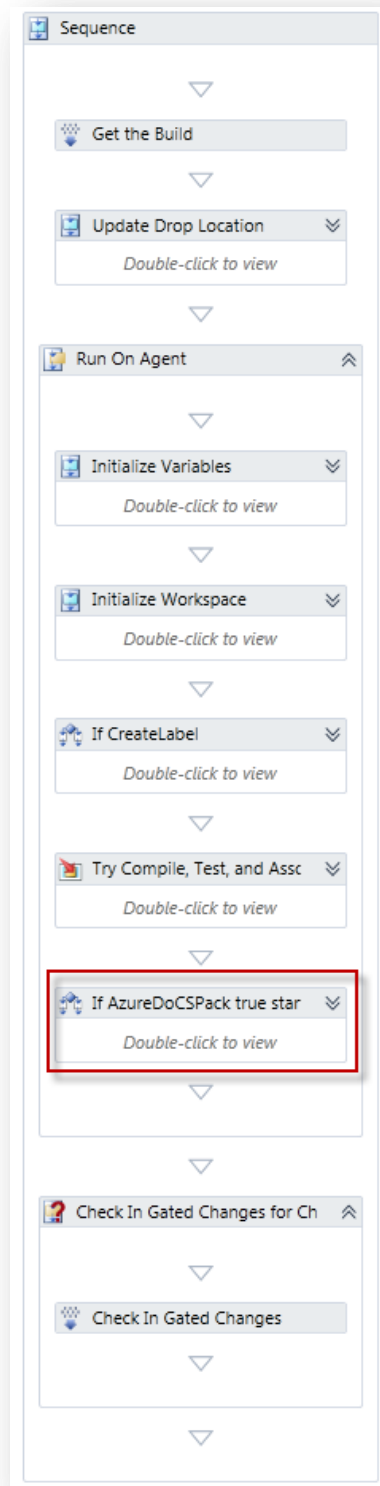 Sequence
Get the Build
Update Drop Location
Double-click to view
Run On Agent
Initialize Variables
Double-click to view
Initialize Workspace
Double-click to view
If CreateLabel
Double-click to view
Try Compile, Test, and Assc
Double-click to view
If AzureDoCSPack true star
Double-click to view
Check In Gated Changes for Ch
Check In Gated Changes